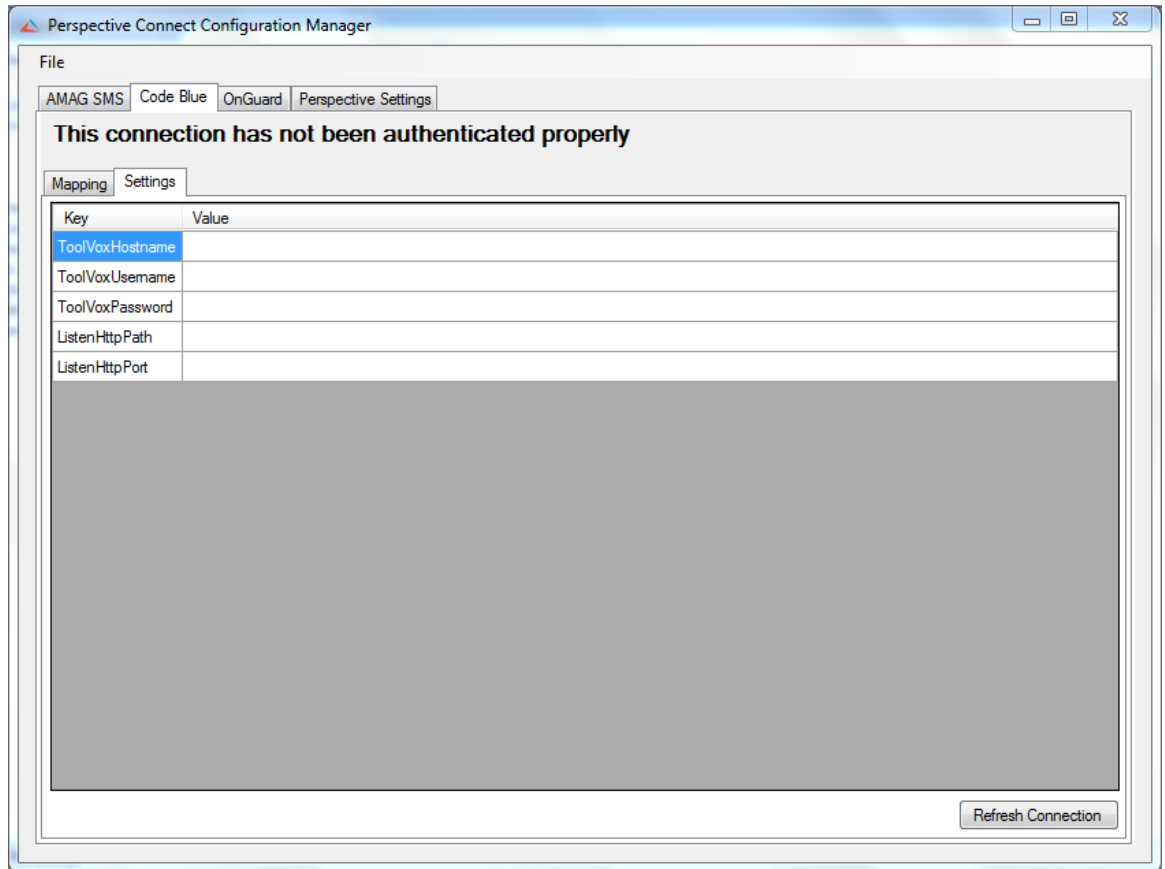 Perspective Connect Configuration Manager
File
AMAG SMS Code Blue OnGuard Perspective Settings
This connection has not been authenticated properly
Mapping Settings
Key Value
ToolVoxHostname
ToolVoxUsername
ToolVoxPassword
ListenHttpPath
ListenHttpPort
Refresh Connection